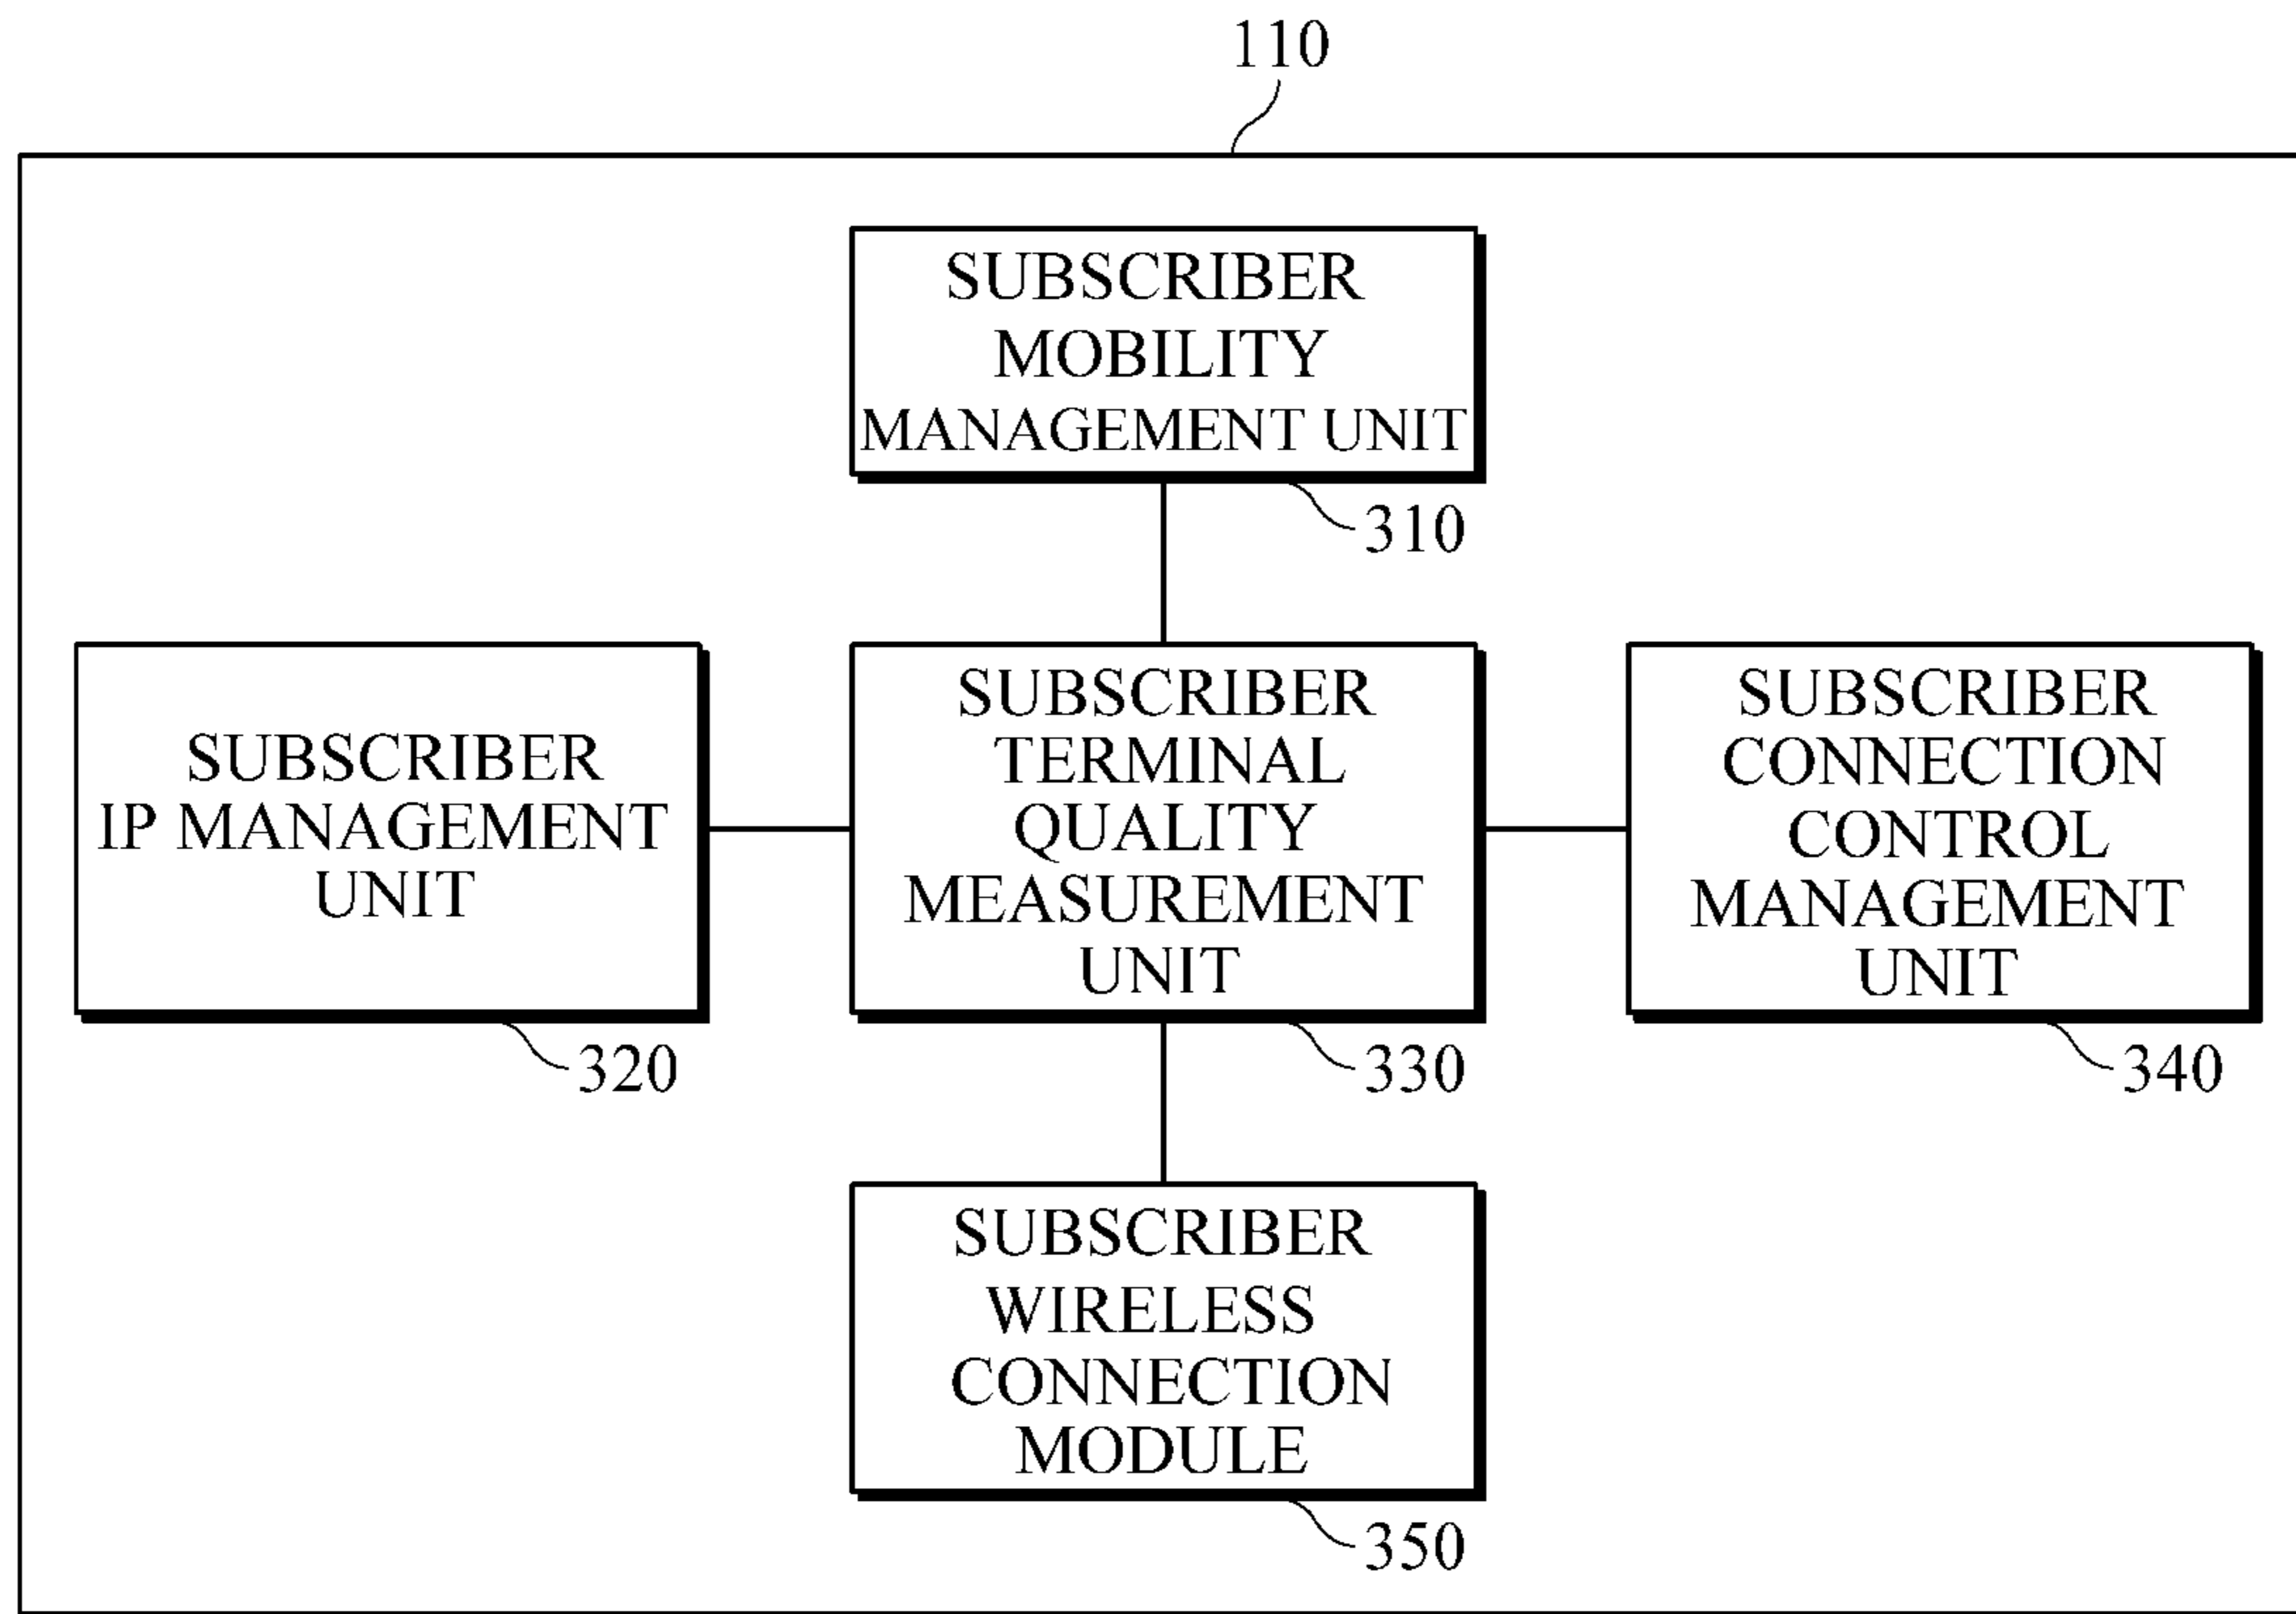 110
SUBSCRIBER
MOBILITY
MANAGEMENT UNIT
310
SUBSCRIBER
IP MANAGEMENT
UNIT
320
SUBSCRIBER
TERMINAL
QUALITY
MEASUREMENT
UNIT
330
SUBSCRIBER
CONNECTION
CONTROL
MANAGEMENT
UNIT
340
SUBSCRIBER
WIRELESS
CONNECTION
MODULE
350